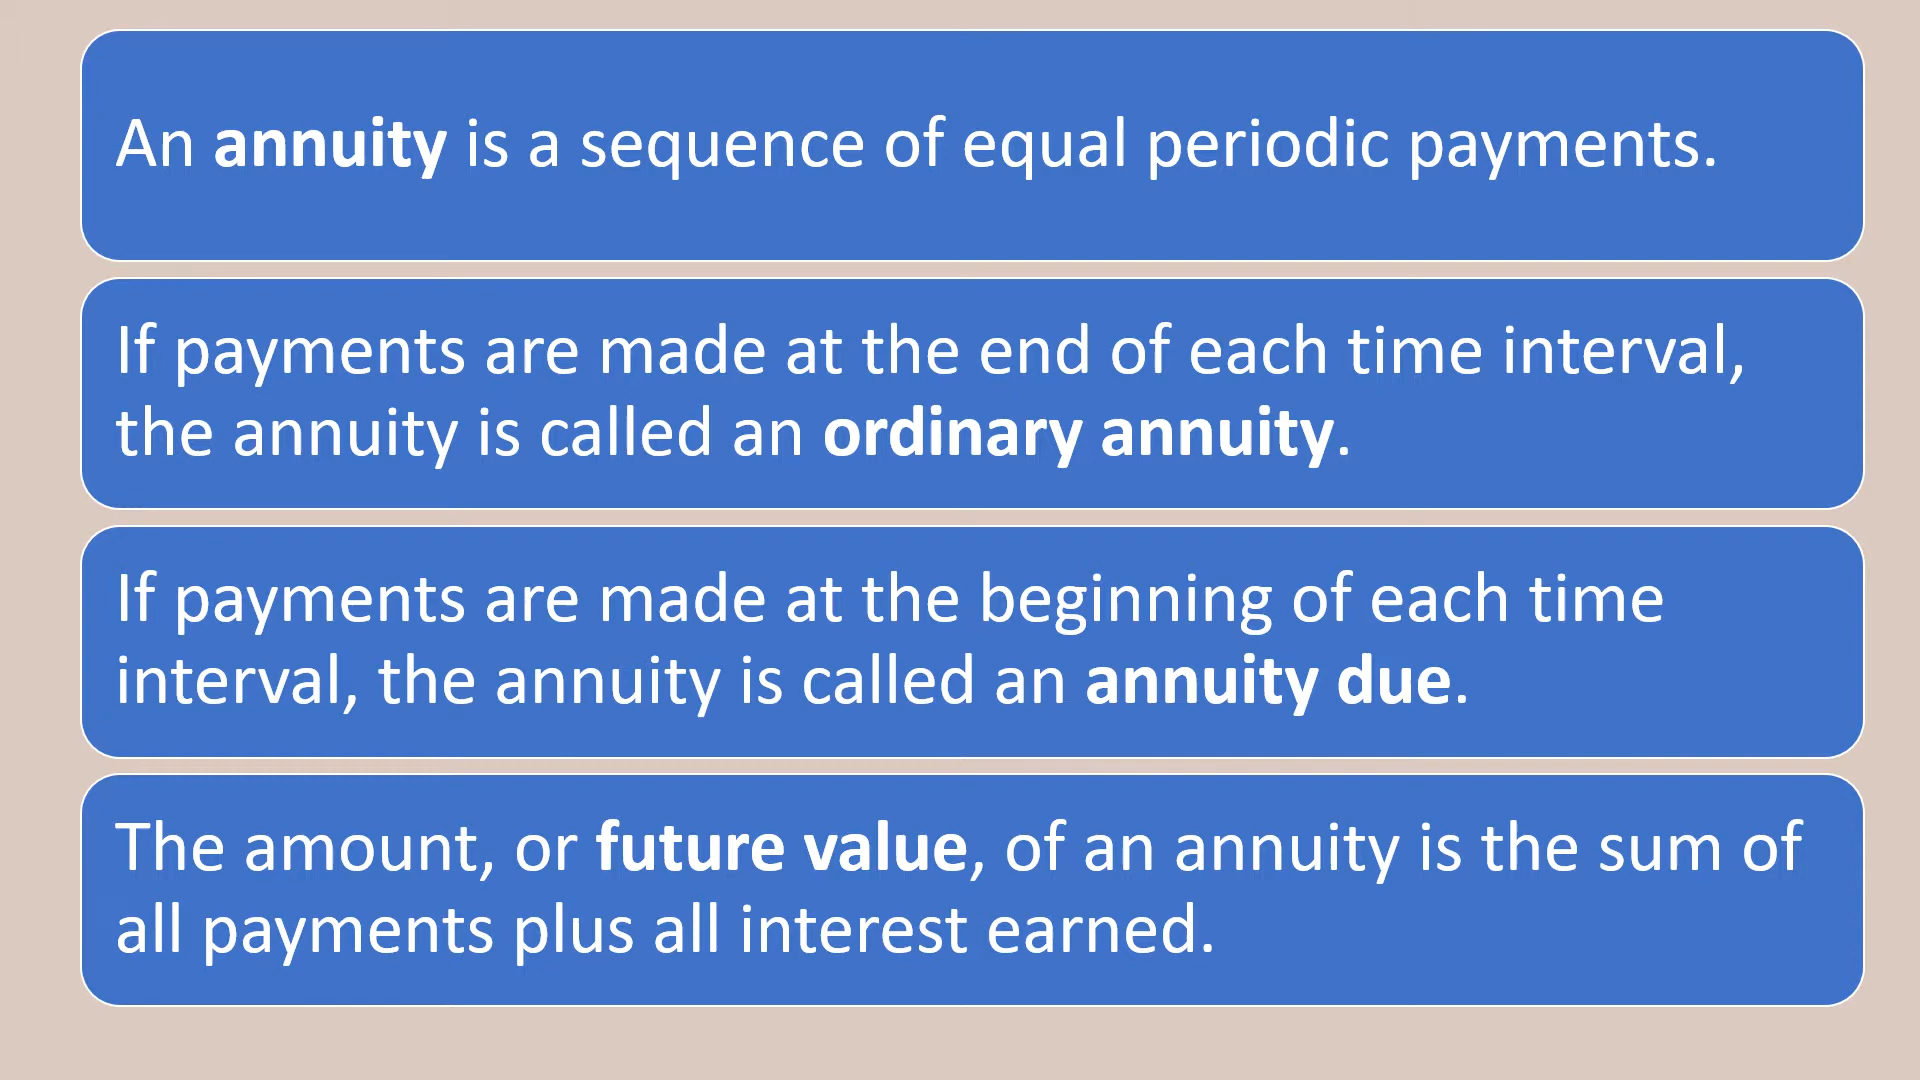 An annuity is a sequence of equal periodic payments.
If payments are made at the end of each time interval,
the annuity is called an ordinary annuity.
If payments are made at the beginning of each time
interval, the annuity is called an annuity due.
The amount, or future value, of an annuity is the sum of
all payments plus all interest earned.